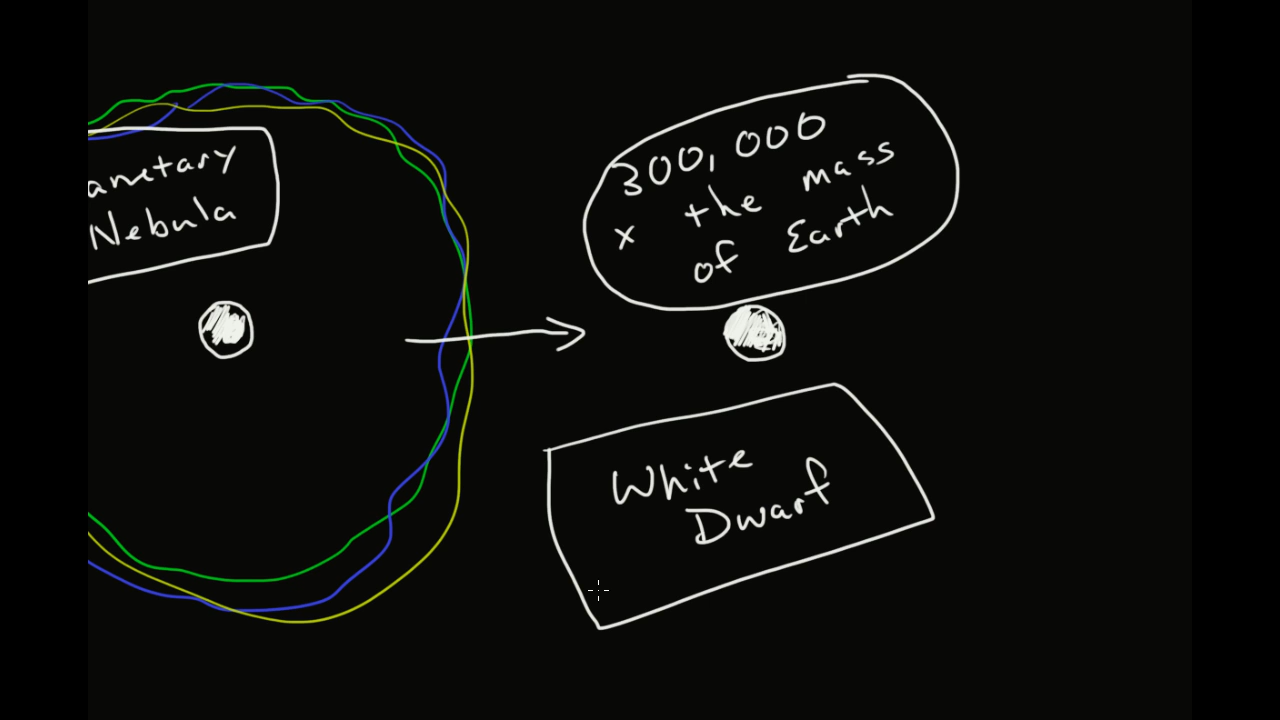 anetary
Nebula
300,000
x the mass
of Earth
White
Dwarf